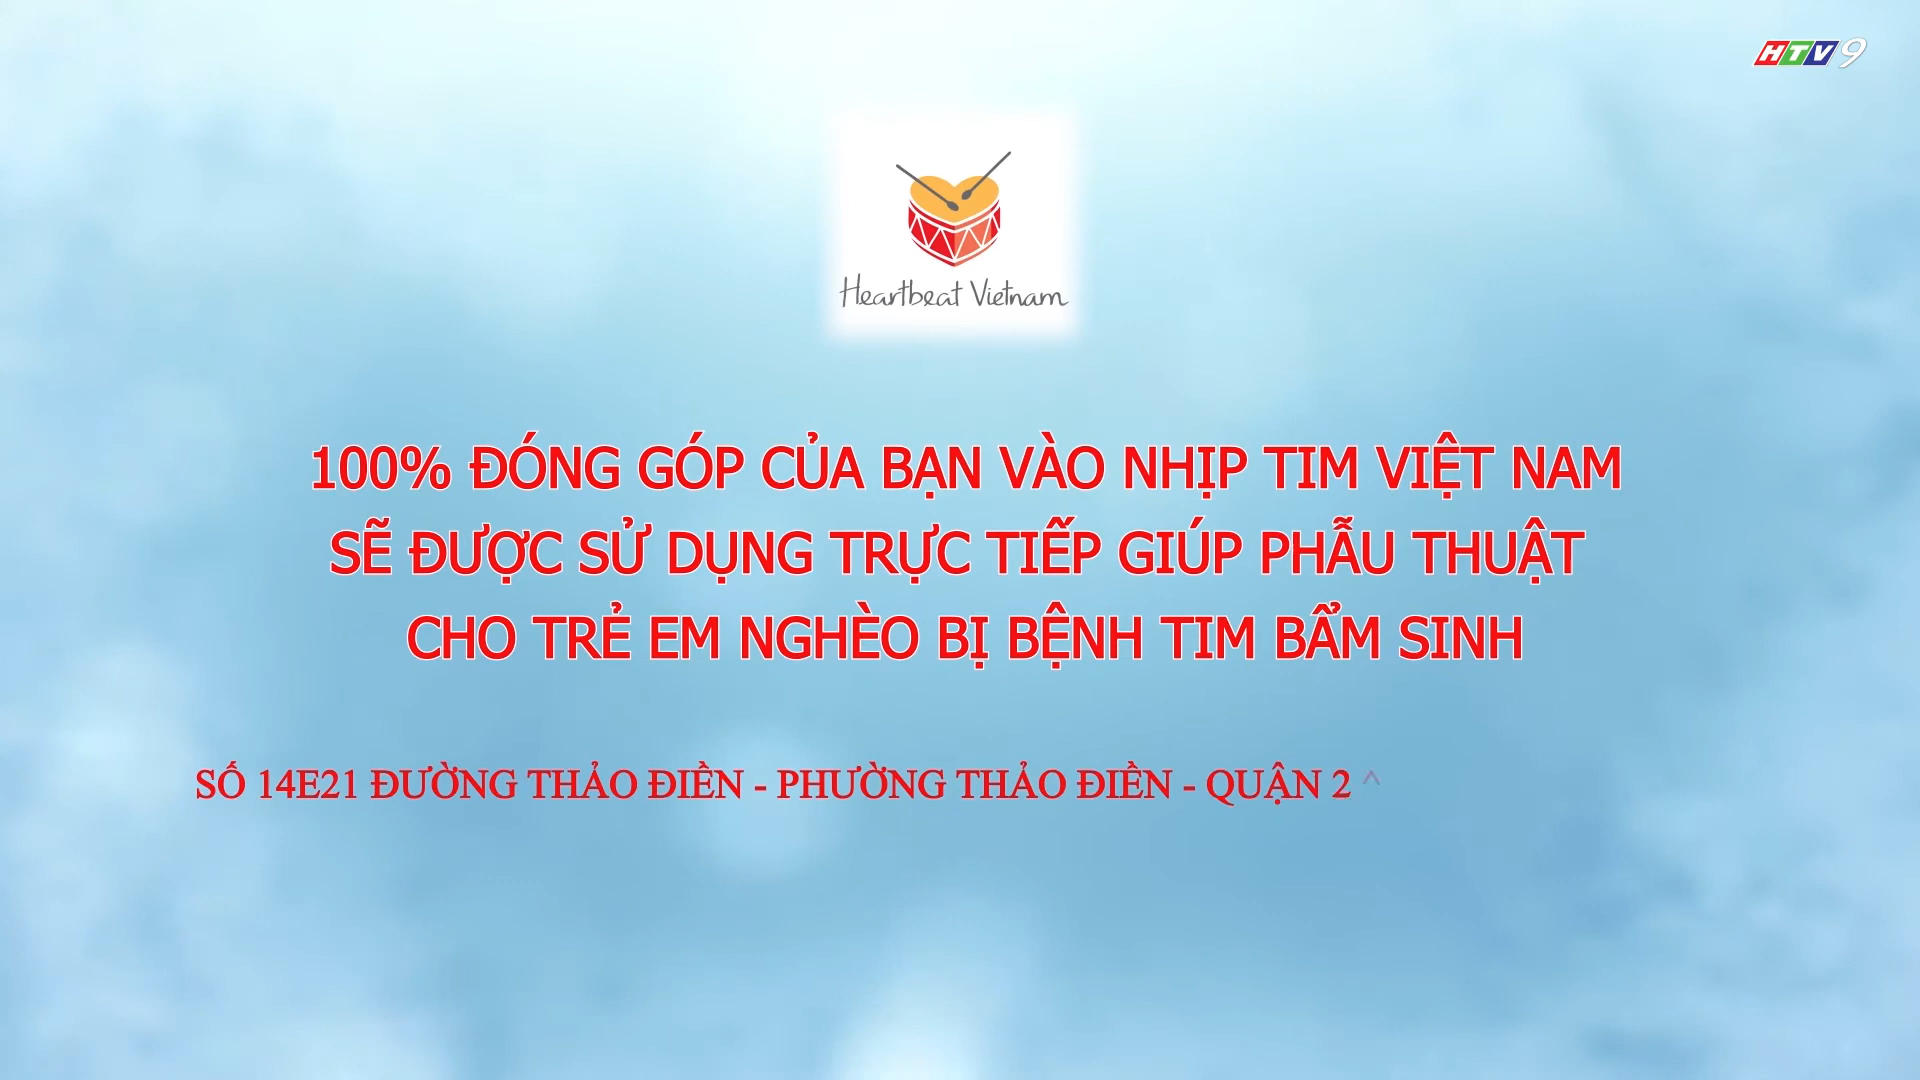 HTV9
Heartbeat Vietnam
100% ĐÓNG GÓP CỦA BẠN VÀO NHỊP TIM VIỆT NAM
SẼ ĐƯỢC SỬ DỤNG TRỰC TIẾP GIÚP PHẪU THUẬT
CHO TRẺ EM NGHÈO BỊ BỆNH TIM BẨM SINH
SỐ 14E21 ĐƯỜNG THẢO ĐIỀN - PHƯỜNG THẢO ĐIỀN - QUẬN 2 ^